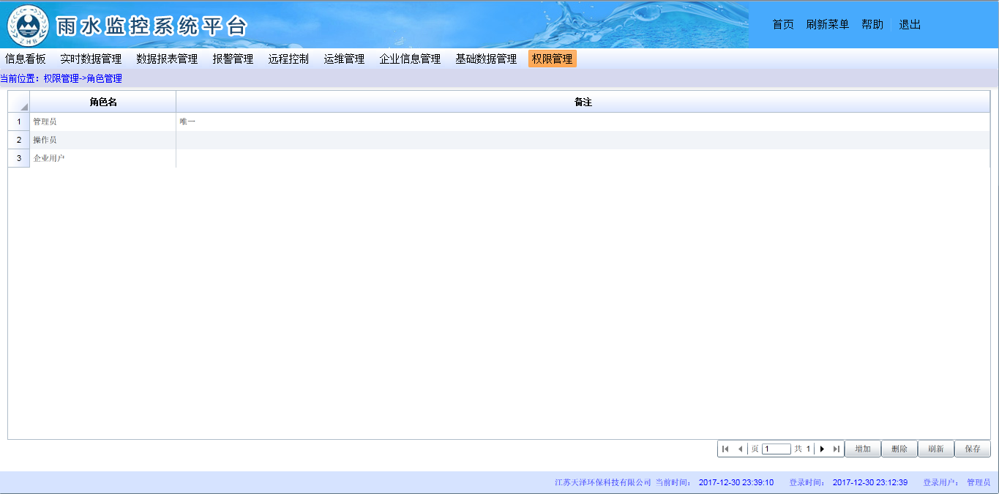 雨水监控系统平台
ZHB
首页 刷新菜单 帮助 退出
信息看板 实时数据管理 数据报表管理 报警管理 远程控制 运维管理 企业信息管理 基础数据管理 权限管理
当前位置：权限管理->角色管理
角色名 备注
1 管理员 唯一
2 操作员
3 企业用户
页 1 共 1 增加 删除 刷新 保存
江苏天泽环保科技有限公司 当前时间： 2017-12-30 23:39:10 登录时间： 2017-12-30 23:12:39 登录用户： 管理员